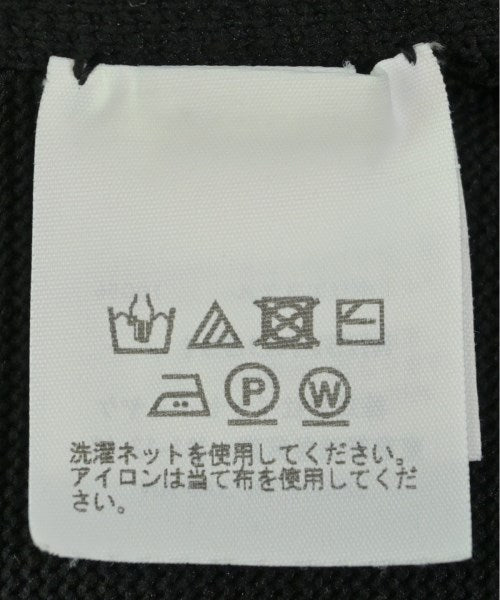 P W
洗濯ネットを使用してください。
アイロンは当て布を使用してくだ
さい。